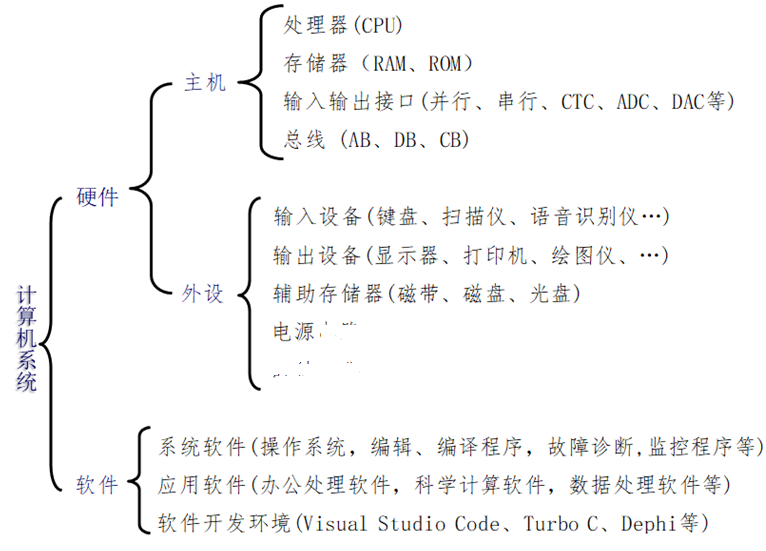 处理器(CPU)
存储器（RAM、ROM）
主机
输入输出接口(并行、串行、CTC、ADC、DAC等)
总线 (AB、DB、CB)
硬件
输入设备(键盘、扫描仪、语音识别仪…)
输出设备(显示器、打印机、绘图仪、…)
外设
辅助存储器(磁带、磁盘、光盘)
电源
计算机系统
系统软件(操作系统，编辑、编译程序，故障诊断,监控程序等)
软件
应用软件(办公处理软件，科学计算软件，数据处理软件等)
软件开发环境(Visual Studio Code、Turbo C、Dephi等)